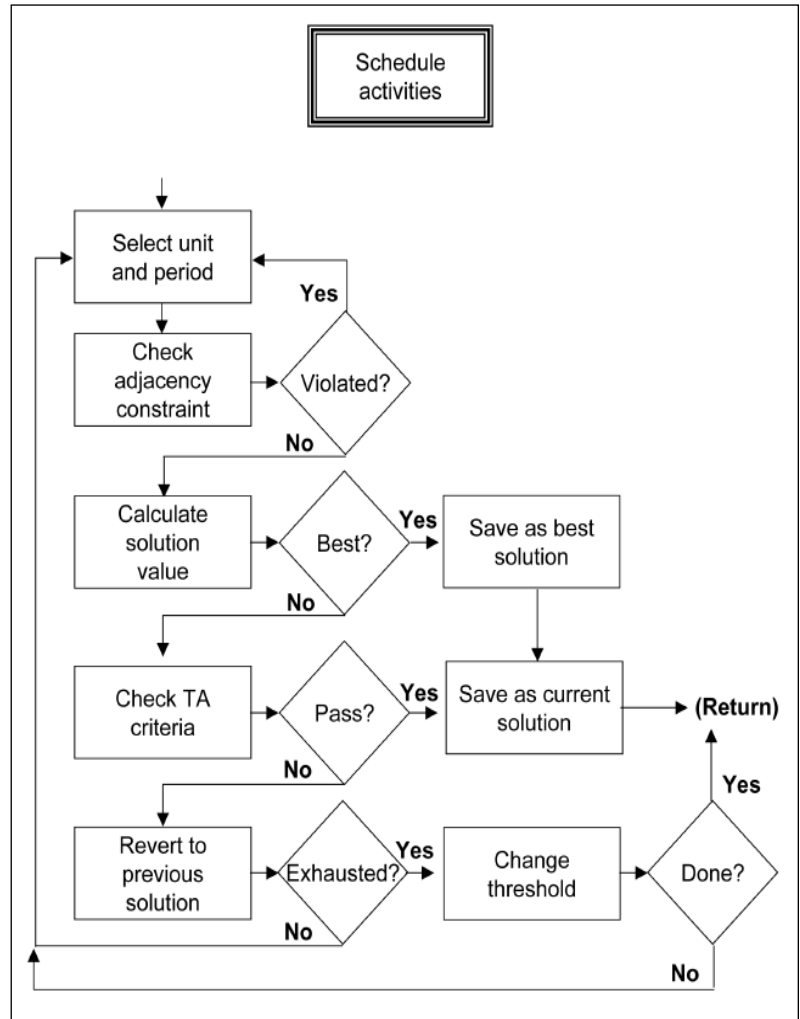 Schedule
activities
Select unit
and period
Yes
Check
adjacency
constraint
Violated?
No
Calculate
solution
value
Best?
Yes
Save as best
solution
No
Check TA
criteria
Pass?
Yes
Save as current
solution
(Return)
No
Yes
Revert to
previous
solution
Exhausted?
Yes
Change
threshold
Done?
No
No